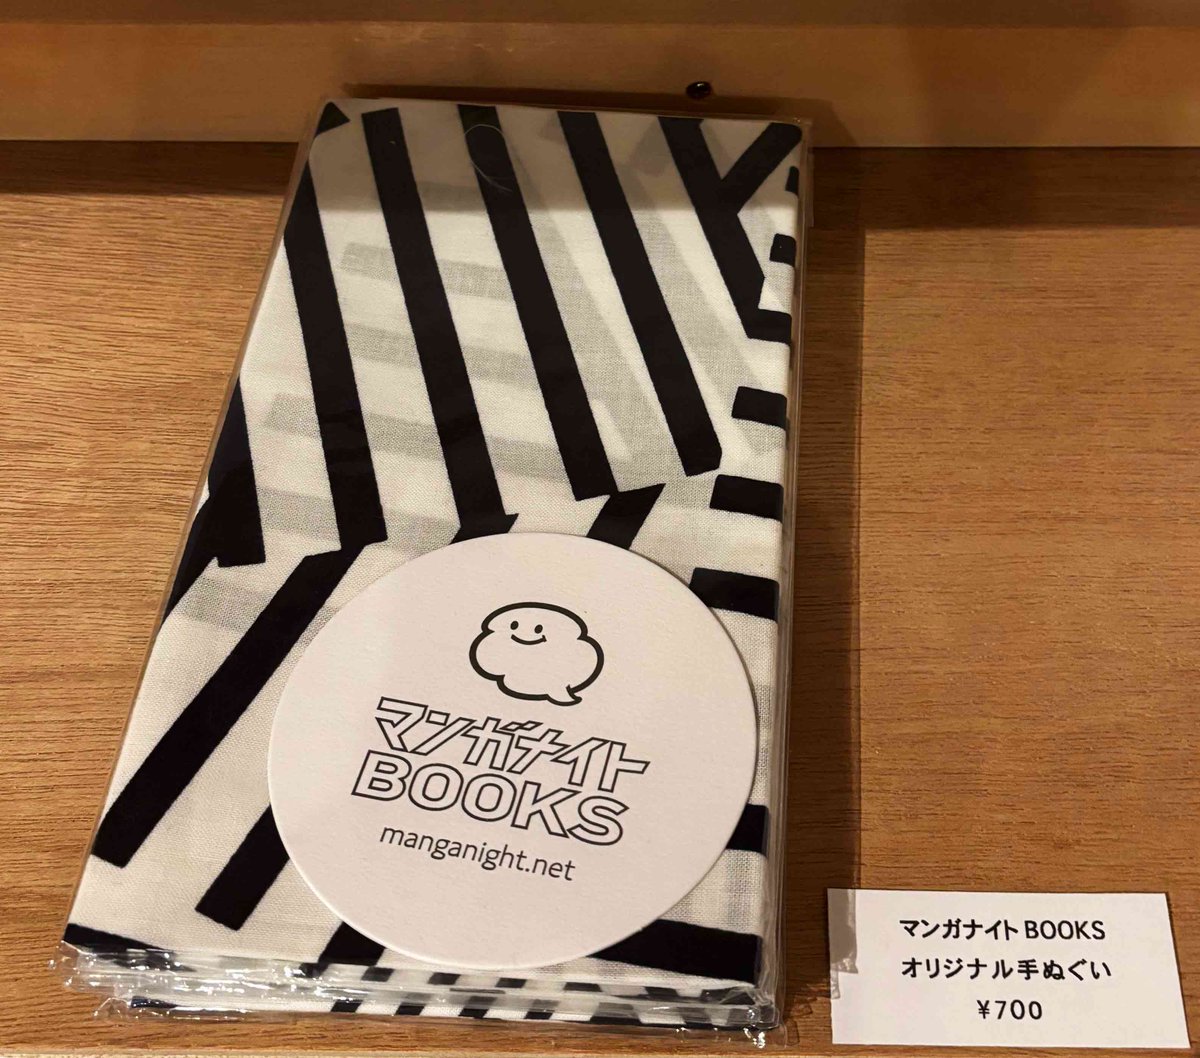 マンガナイト
BOOKS
manganight.net
マンガナイトBOOKS
オリジナル手ぬぐい
¥700